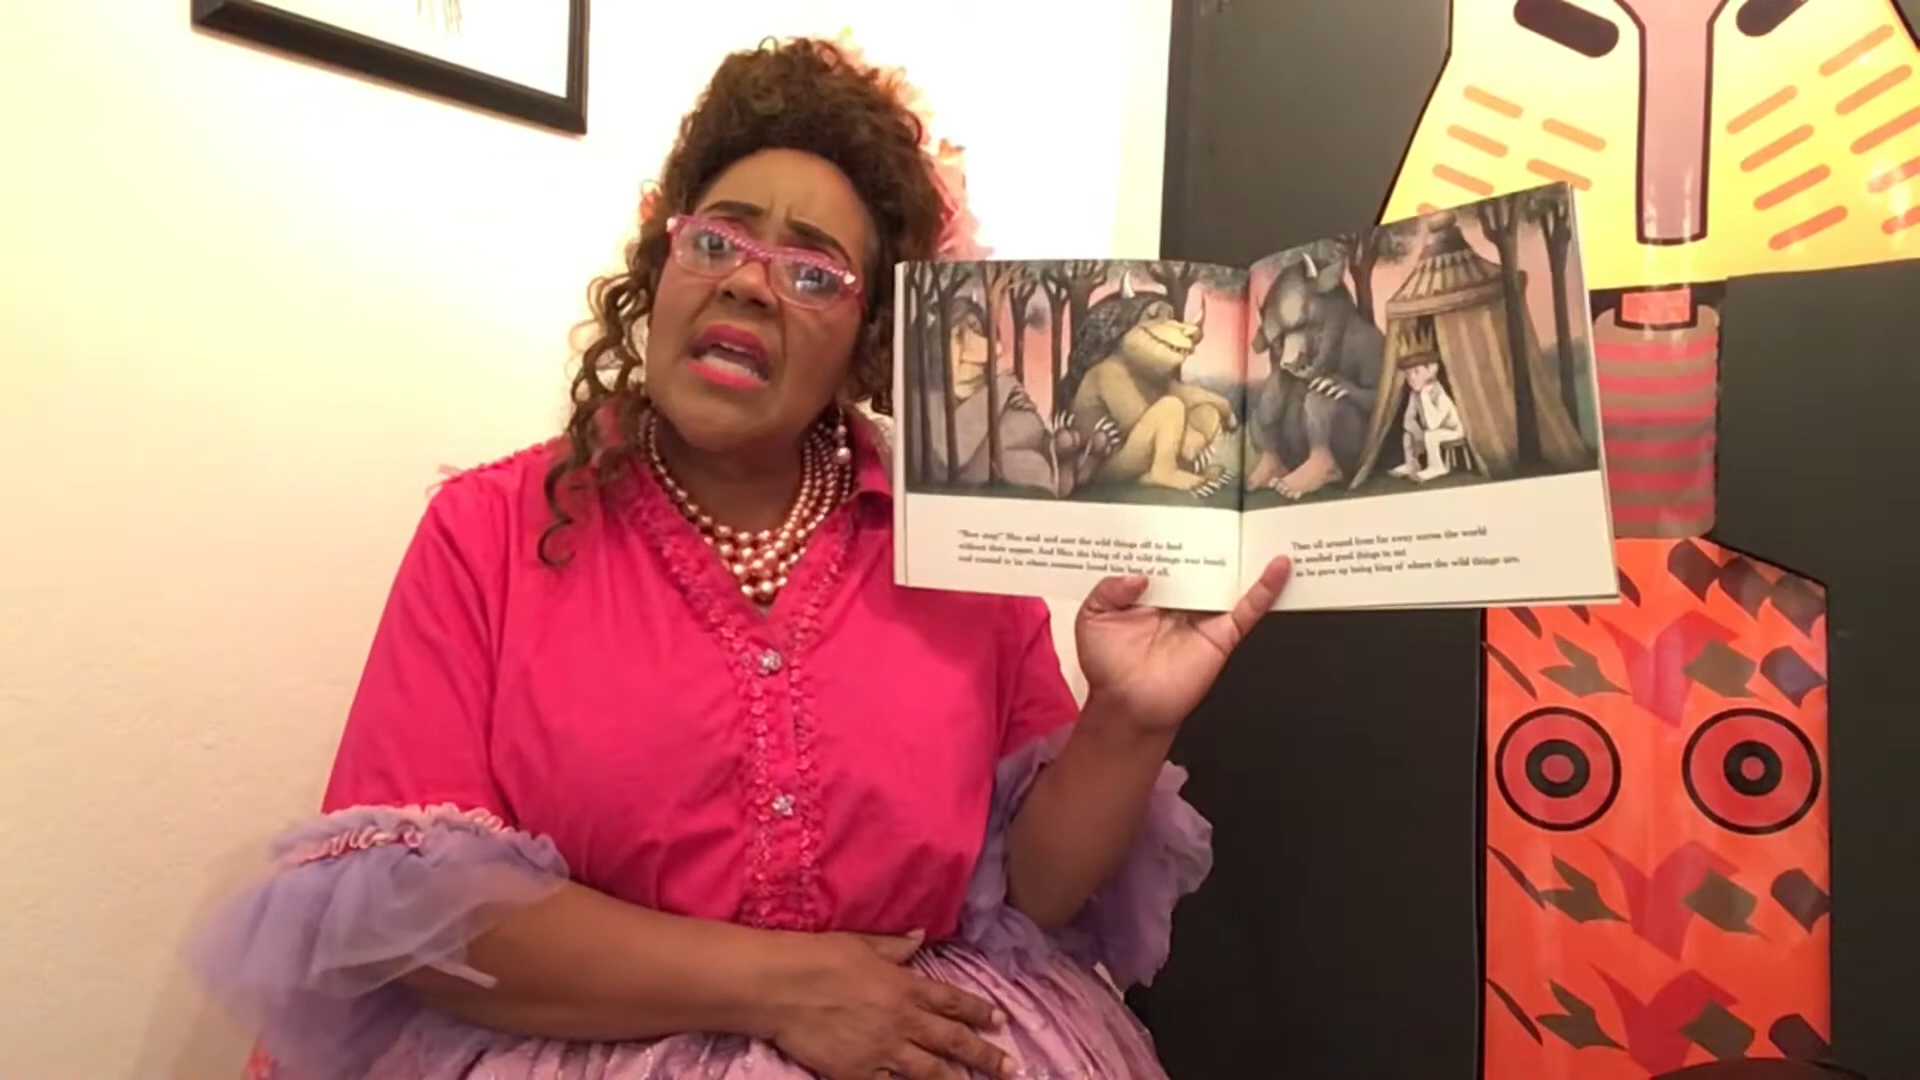 "Now stop!" Max said and sent the wild things off to bed
without their supper. And Max the king of all wild things was lonely
and wanted to be where someone loved him best of all.
Then all around from far away across the world
he smelled good things to eat
so he gave up being king of where the wild things are.